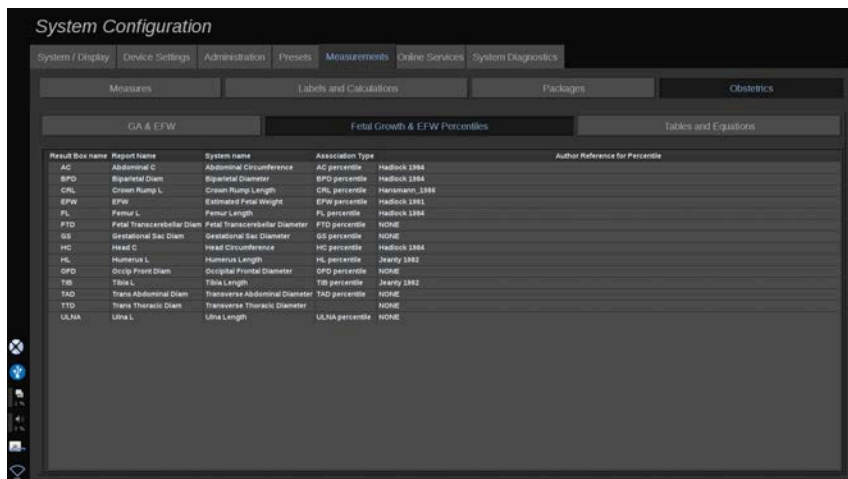 System Configuration
System / Display Device Settings Administration Presets Measurements Online Services System Diagnostics
Measures Labels and Calculations Packages Obstetrics
GA & EFW Fetal Growth & EFW Percentiles Tables and Equations
Result Box name Report Name System name Association Type Author Reference for Percentile
AC Abdominal C Abdominal Circumference AC percentile Hadlock 1984
BPD Biparietal Diam Biparietal Diameter BPD percentile Hadlock 1984
CRL Crown Rump L Crown Rump Length CRL percentile Hansmann_1986
EFW EFW Estimated Fetal Weight EFW percentile Hadlock 1991
FL Femur L Femur Length FL percentile Hadlock 1984
FTD Fetal Transcerebellar Diam Fetal Transcerebellar Diameter FTD percentile NONE
GS Gestational Sac Diam Gestational Sac Diameter GS percentile NONE
HC Head C Head Circumference HC percentile Hadlock 1984
HL Humerus L Humerus Length HL percentile Jeanty 1982
OFD Occip Front Diam Occipital Frontal Diameter OFD percentile NONE
TIB Tibia L Tibia Length TIB percentile Jeanty 1982
TAD Trans Abdominal Diam Transverse Abdominal Diameter TAD percentile NONE
TTD Trans Thoracic Diam Transverse Thoracic Diameter NONE
ULNA Ulna L Ulna Length ULNA percentile NONE